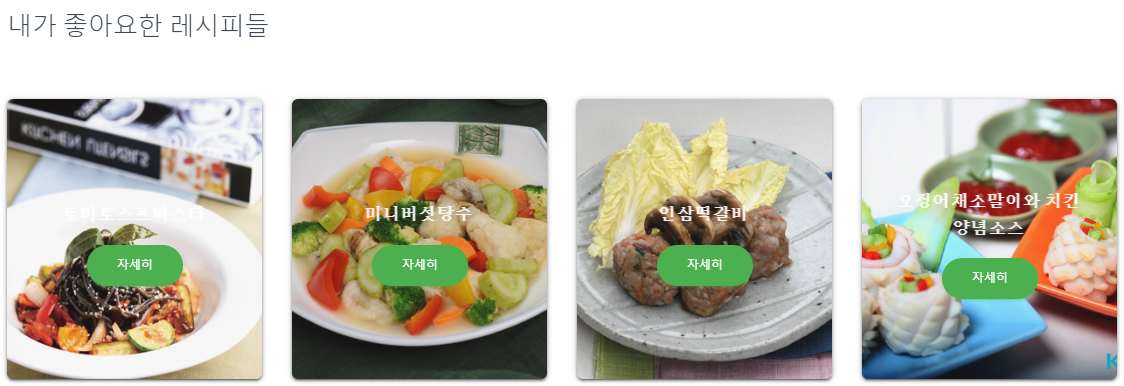 내가 좋아요한 레시피들
토마토스프파스타
자세히
미니버섯탕수
자세히
인삼떡갈비
자세히
오징어채소말이와 치킨
양념소스
자세히
K